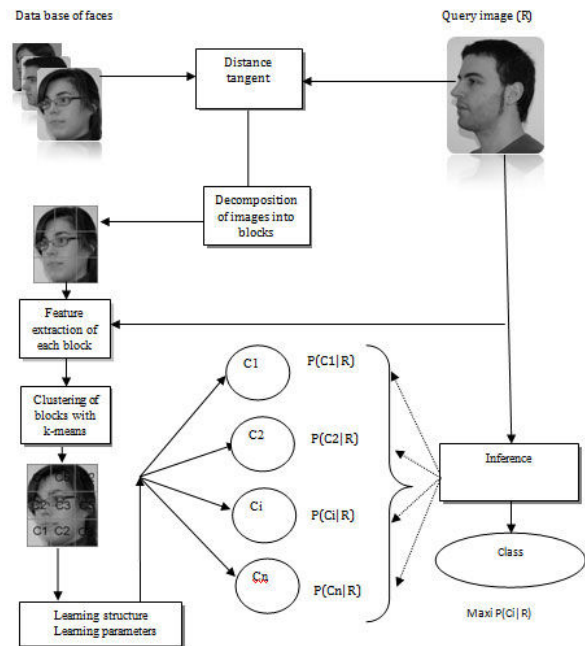 Data base of faces
Query image (R)
Distance
tangent
Decomposition
of images into
blocks
Feature
extraction of
each block
Clustering of
blocks with
k-means
C2 C3
C1 C2
Learning structure
Learning parameters
C1
P(C1|R)
C2
P(C2|R)
Ci
P(Ci|R)
Cn
P(Cn|R)
Inference
Class
Maxi P(Ci|R)